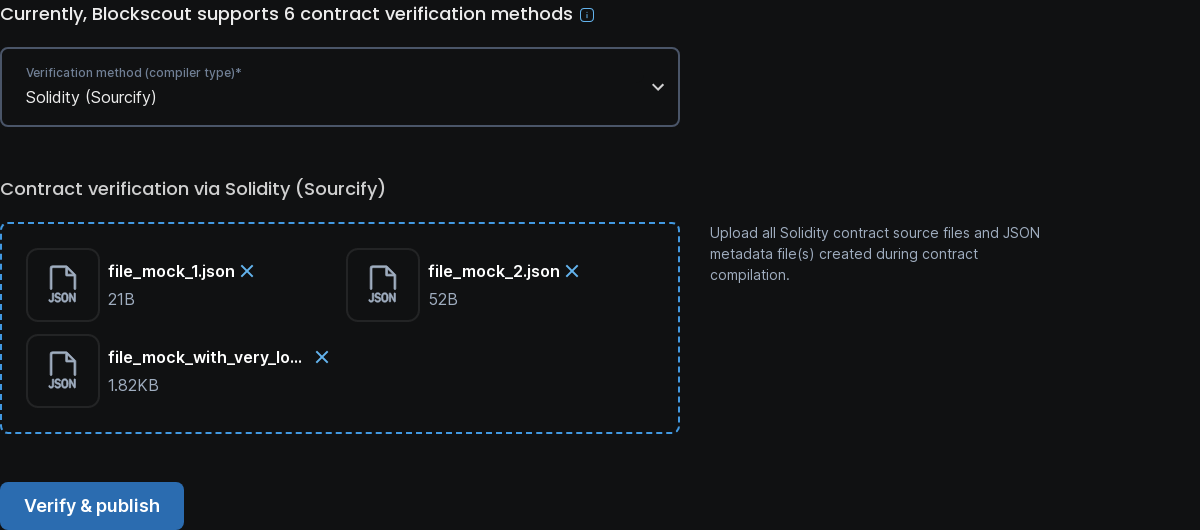 Currently, Blockscout supports 6 contract verification methods
Verification method (compiler type)*
Solidity (Sourcify)
Contract verification via Solidity (Sourcify)
JSON
file_mock_1.json
21B
JSON
file_mock_2.json
52B
JSON
file_mock_with_very_lo...
1.82KB
Upload all Solidity contract source files and JSON
metadata file(s) created during contract
compilation.
Verify & publish